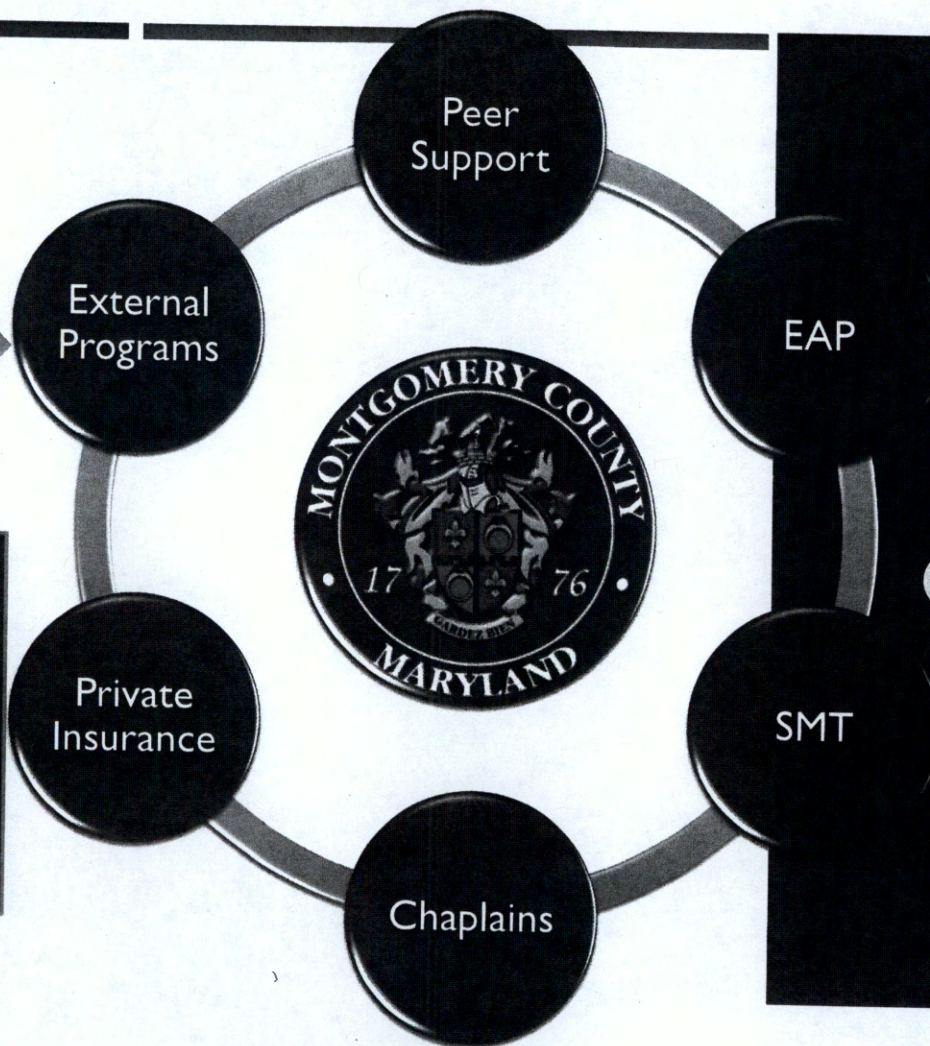 Peer
Support
EAP
SMT
Chaplains
Private
Insurance
External
Programs
MONTGOMERY COUNTY
17 76
GARDEZ BIEN
MARYLAND